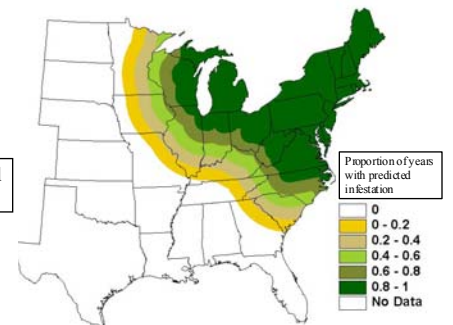 Proportion of years
with predicted
infestation
0
0 - 0.2
0.2 - 0.4
0.4 - 0.6
0.6 - 0.8
0.8 - 1
No Data